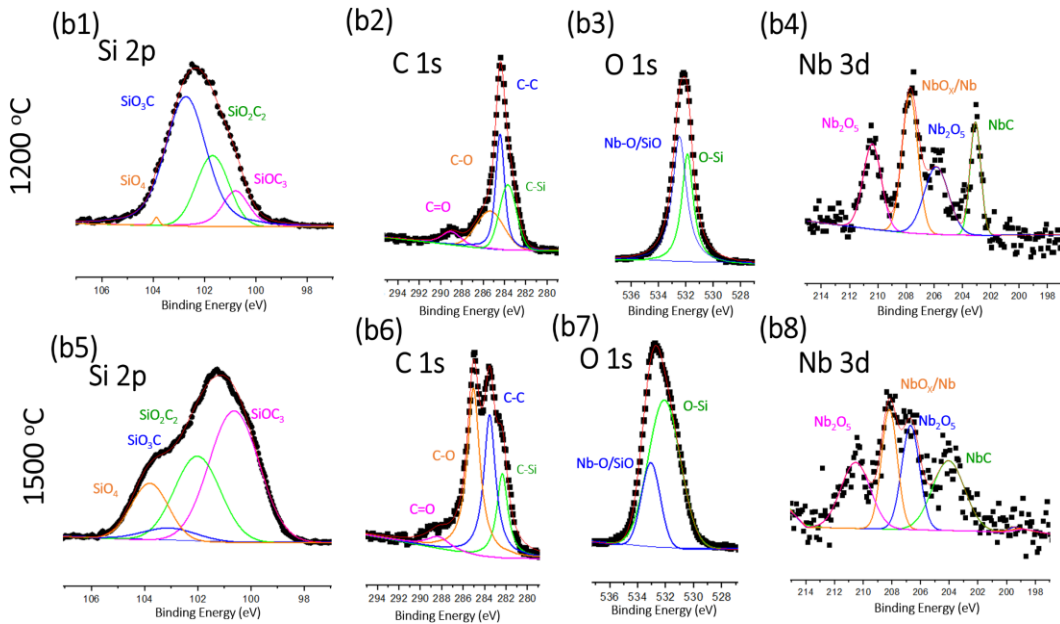 (b1)
Si 2p
SiO₃C
SiO₂C₂
SiO₄
SiOC₃
106 104 102 100 98
Binding Energy (eV)
(b2)
C 1s
C-C
C-O
C-Si
C=O
294 292 290 288 286 284 282 280
Binding Energy (eV)
(b3)
O 1s
Nb-O/SiO
O-Si
536 534 532 530 528
Binding Energy (eV)
(b4)
Nb 3d
NbOₓ/Nb
Nb₂O₅
Nb₂O₅
NbC
214 212 210 208 206 204 202 200 198
Binding Energy (eV)
1200 °C
(b5)
Si 2p
SiO₂C₂
SiOC₃
SiO₃C
SiO₄
106 104 102 100 98
Binding Energy (eV)
(b6)
C 1s
C-C
C-O
C-Si
C=O
294 292 290 288 286 284 282 280
Binding Energy (eV)
(b7)
O 1s
O-Si
Nb-O/SiO
536 534 532 530 528
Binding Energy (eV)
(b8)
Nb 3d
NbOₓ/Nb
Nb₂O₅
Nb₂O₅
NbC
214 212 210 208 206 204 202 200 198
Binding Energy (eV)
1500 °C